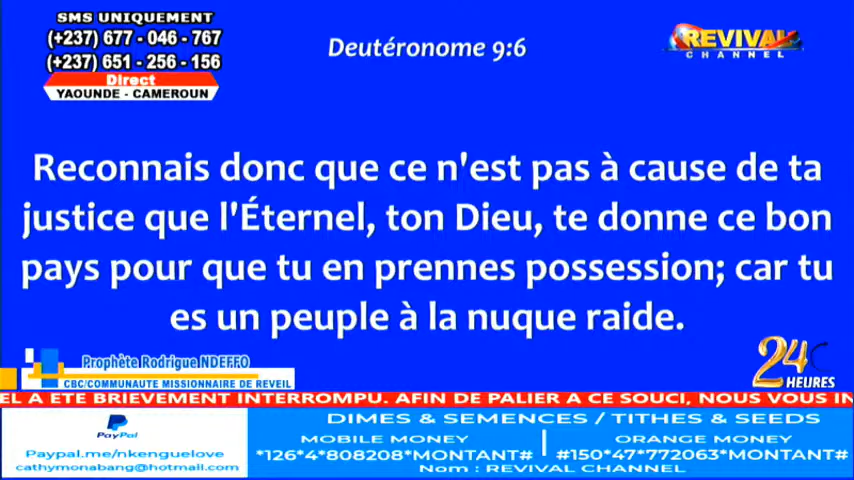 SMS UNIQUEMENT
(+237) 677 - 046 - 767
(+237) 651 - 256 - 156
Direct
YAOUNDE - CAMEROUN
Deutéronome 9:6
REVIVAL
CHANNEL
Reconnais donc que ce n'est pas à cause de ta
justice que l'Éternel, ton Dieu, te donne ce bon
pays pour que tu en prennes possession; car tu
es un peuple à la nuque raide.
Prophète Rodrigue NDEFFO
CBC/COMMUNAUTE MISSIONNAIRE DE REVEIL
24
HEURES
EL A ETE BRIEVEMENT INTERROMPU. AFIN DE PALIER A CE SOUCI, NOUS VOUS IN
PayPal
Paypal.me/nkenguelove
cathymonabang@hotmail.com
DIMES & SEMENCES / TITHES & SEEDS
MOBILE MONEY
*126*4*808208*MONTANT#
ORANGE MONEY
#150*47*772063*MONTANT#
Nom : REVIVAL CHANNEL